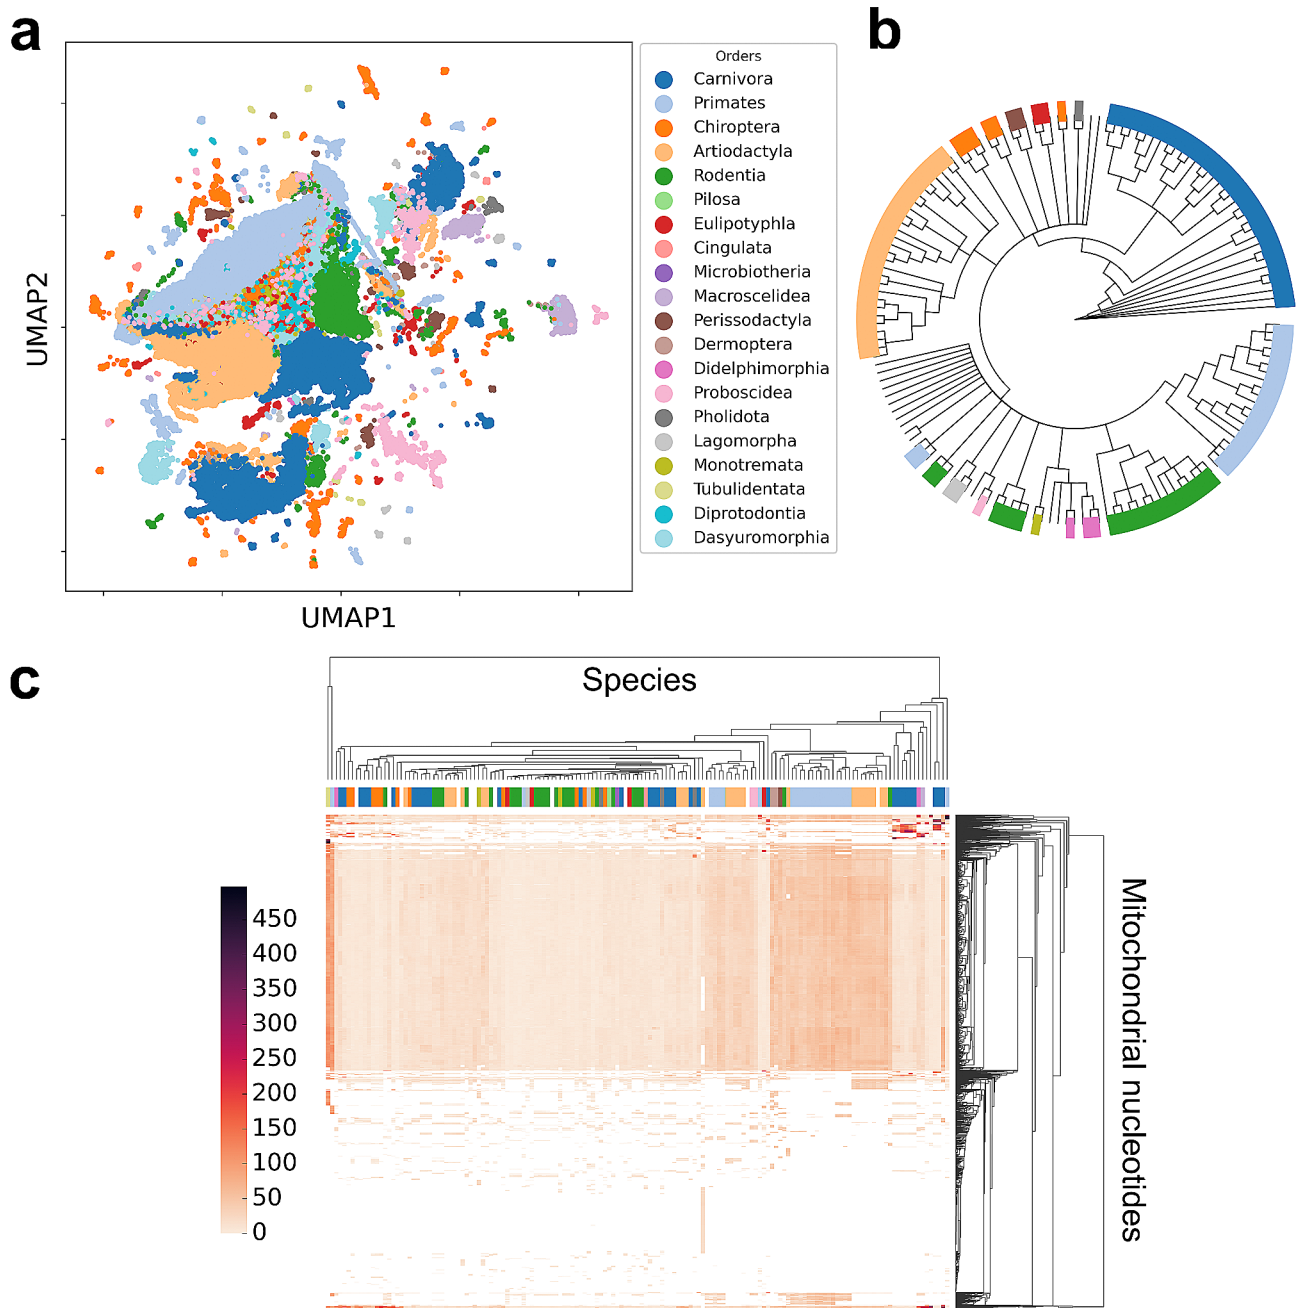 a
b
Orders
Carnivora
Primates
Chiroptera
Artiodactyla
Rodentia
Pilosa
Eulipotyphla
Cingulata
Microbiotheria
Macroscelidea
Perissodactyla
Dermoptera
Didelphimorphia
Proboscidea
Pholidota
Lagomorpha
Monotremata
Tubulidentata
Diprotodontia
Dasyuromorphia
UMAP2
UMAP1
c
Species
450
400
350
300
250
200
150
100
50
0
Mitochondrial nucleotides